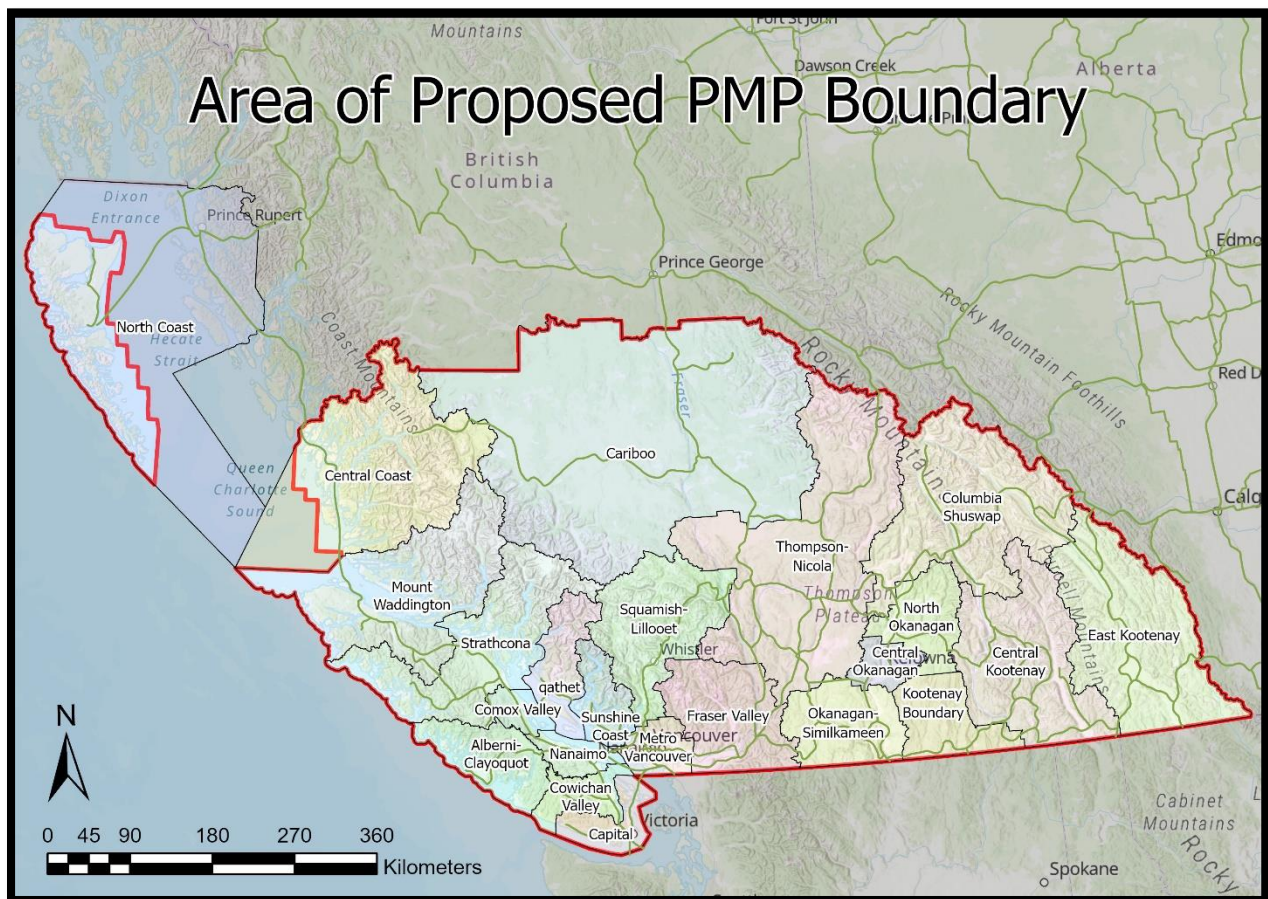 Mountains
Fort St John
Dawson Creek
Alberta
Area of Proposed PMP Boundary
British
Columbia
Dixon
Entrance
Prince Rupert
Prince George
Edmo
North Coast
Hecate
Strait
Coast Mountains
Rocky Mountain Foothills
Rocky Mountain
Red D
Fraser
Cariboo
Central Coast
Queen
Charlotte
Sound
Columbia
Shuswap
Calg
Thompson-
Nicola
Thompson
Plateau
Mount
Waddington
Squamish-
Lillooet
Whistler
Strathcona
North
Okanagan
Central
Okanagan
Central
Kootenay
East Kootenay
Mountains
qathet
Comox Valley
Sunshine
Coast
Fraser Valley
Okanagan-
Similkameen
Kootenay
Boundary
Metro
Vancouver
Alberni-
Clayoquot
Nanaimo
Cowichan
Valley
Capital
Victoria
N
0 45 90 180 270 360
Kilometers
Cabinet
Mountains
Rocky
Spokane